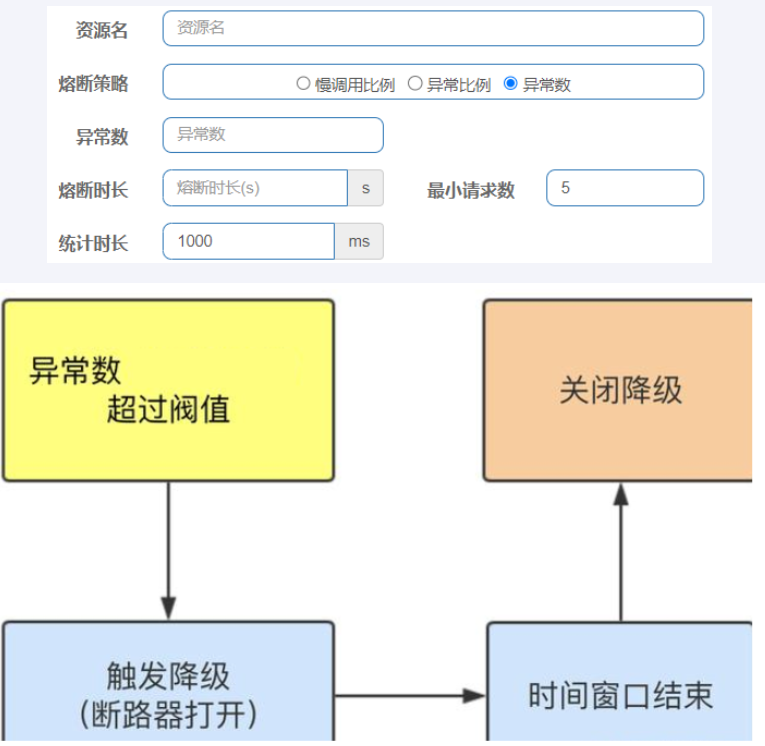 资源名 资源名
熔断策略 慢调用比例 异常比例 异常数
异常数 异常数
熔断时长 熔断时长(s) s 最小请求数 5
统计时长 1000 ms
异常数
超过阀值
关闭降级
触发降级
(断路器打开)
时间窗口结束